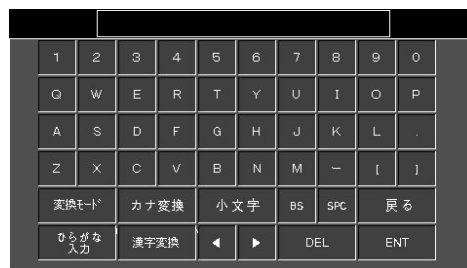 1 2 3 4 5 6 7 8 9 0
Q W E R T Y U I O P
A S D F G H J K L .
Z X C V B N M ー [ ]
変換ﾓｰﾄﾞ カナ変換 小文字 BS SPC 戻る
ひらがな
入力 漢字変換 ◀ ▶ DEL ENT